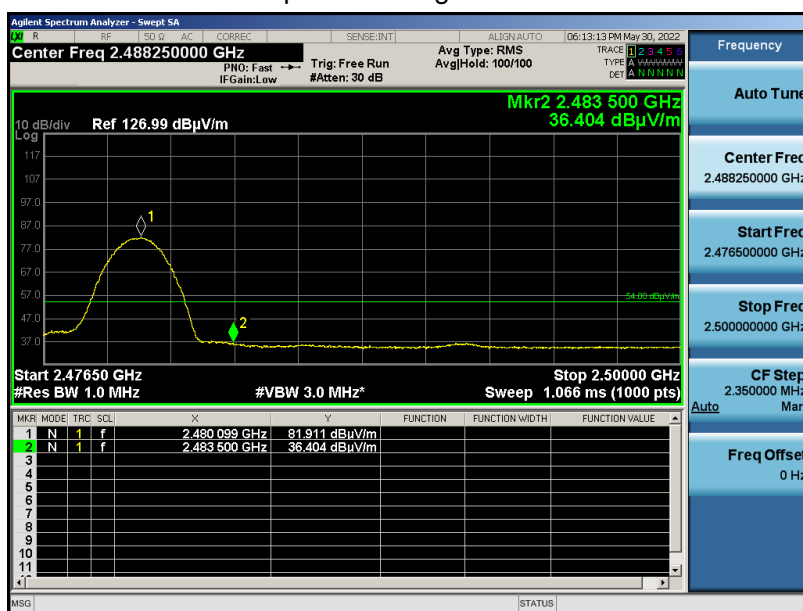 Agilent Spectrum Analyzer - Swept SA
R RF 50 Ω AC CORREC SENSE:INT ALIGN AUTO 06:13:13 PM May 30, 2022
Center Freq 2.488250000 GHz
PNO: Fast
IFGain:Low
Trig: Free Run
#Atten: 30 dB
Avg Type: RMS
Avg|Hold: 100/100
TRACE 1 2 3 4 5 6
TYPE A
DET A N N N N N
Mkr2 2.483 500 GHz
36.404 dBµV/m
10 dB/div Ref 126.99 dBµV/m
Log
117
107
97.0
87.0
77.0
67.0
57.0
47.0
37.0
1
2
54.00 dBµV/m
Start 2.47650 GHz Stop 2.50000 GHz
#Res BW 1.0 MHz #VBW 3.0 MHz* Sweep 1.066 ms (1000 pts)
MKR MODE TRC SCL X Y FUNCTION FUNCTION WIDTH FUNCTION VALUE
1 N 1 f 2.480 099 GHz 81.911 dBµV/m
2 N 1 f 2.483 500 GHz 36.404 dBµV/m
3
4
5
6
7
8
9
10
11
MSG STATUS
Frequency
Auto Tune
Center Freq
2.488250000 GHz
Start Freq
2.476500000 GHz
Stop Freq
2.500000000 GHz
CF Step
2.350000 MHz
Auto Man
Freq Offset
0 Hz